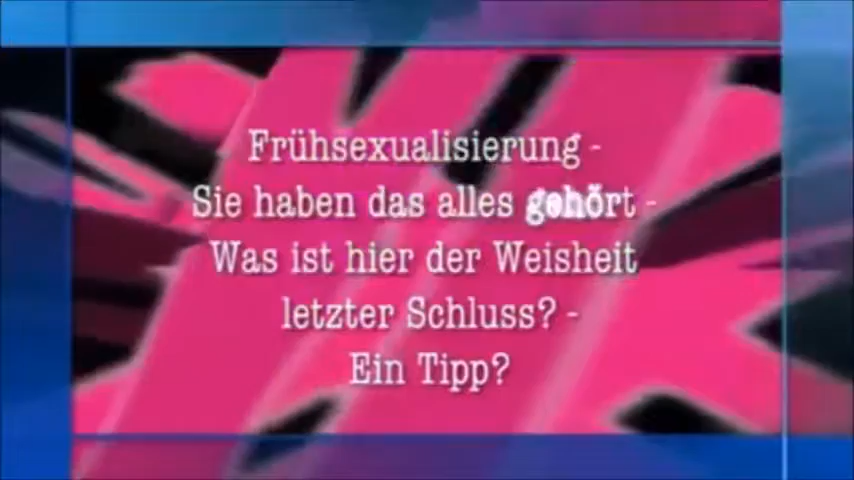 Frühsexualisierung -
Sie haben das alles gehört -
Was ist hier der Weisheit
letzter Schluss? -
Ein Tipp?